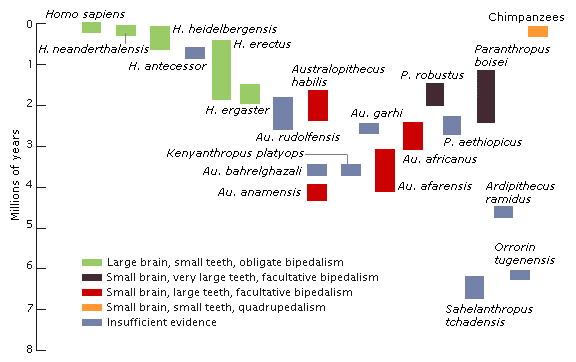 Homo sapiens
H. heidelbergensis
H. neanderthalensis
H. erectus
H. antecessor
H. ergaster
Australopithecus
habilis
Au. rudolfensis
Kenyanthropus platyops
Au. bahrelghazali
Au. anamensis
Au. garhi
P. robustus
Au. africanus
Au. afarensis
P. aethiopicus
Chimpanzees
Paranthropus
boisei
Ardipithecus
ramidus
Orrorin
tugenensis
Sahelanthropus
tchadensis
Millions of years
0
1
2
3
4
5
6
7
8
Large brain, small teeth, obligate bipedalism
Small brain, very large teeth, facultative bipedalism
Small brain, large teeth, facultative bipedalism
Small brain, small teeth, quadrupedalism
Insufficient evidence